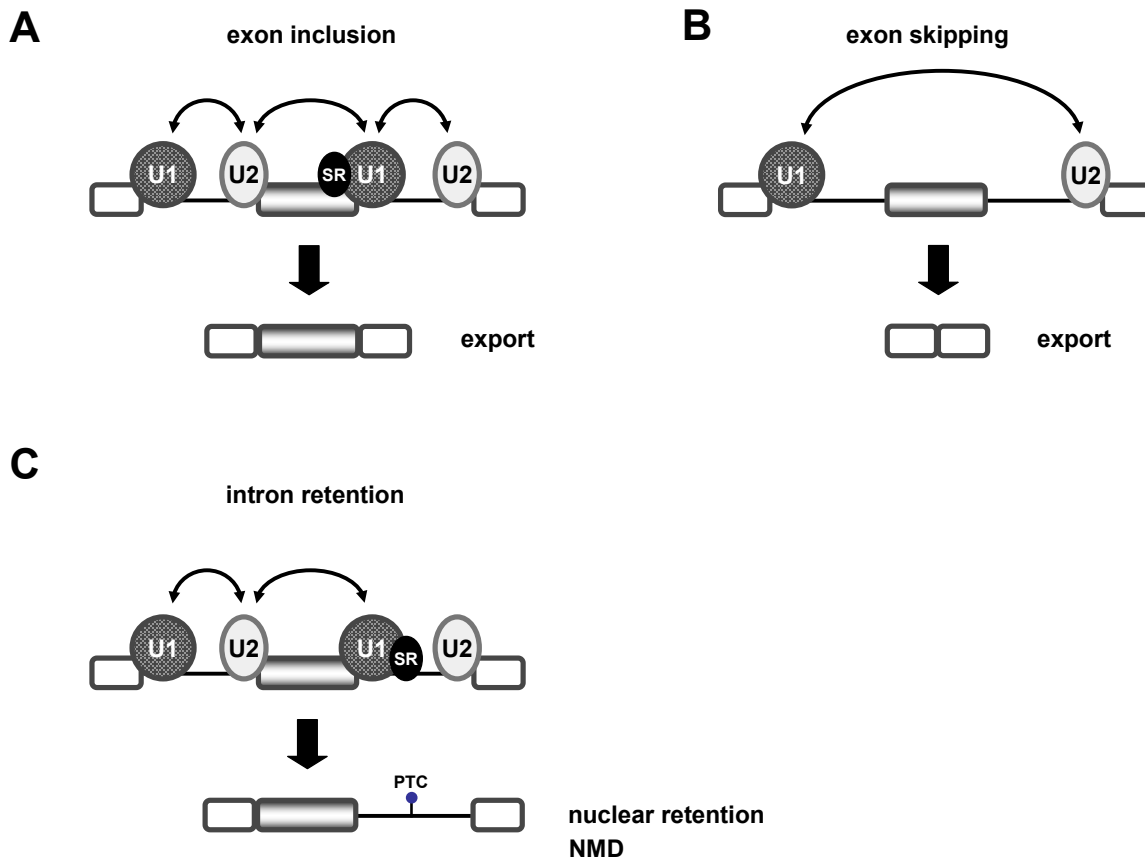 A
exon inclusion
U1 U2 SR U1 U2
export
B
exon skipping
U1 U2
export
C
intron retention
U1 U2 U1 SR U2
PTC
nuclear retention
NMD